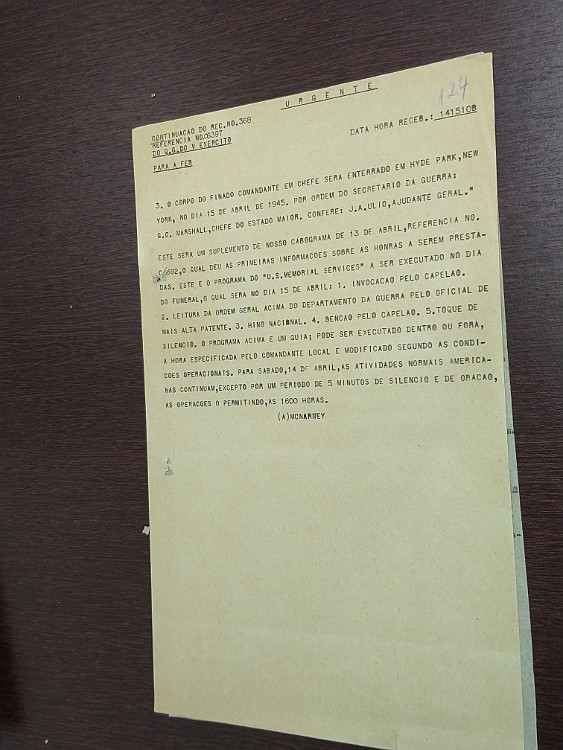 URGENTE
124
CONTINUACAO DO REC.NO.368
REFERENCIA NO.06397
DO Q.G.DO V EXERCITO
DATA HORA RECEB.: 141510B
PARA A FEB
3. O CORPO DO FINADO COMANDANTE EM CHEFE SERA ENTERRADO EM HYDE PARK,NEW
YORK, NO DIA 15 DE ABRIL DE 1945. POR ORDEM DO SECRETARIO DA GUERRA:
G.C. MARSHALL,CHEFE DO ESTADO MAIOR. CONFERE: J.A.ULIO,AJUDANTE GERAL."
ESTE SERA UM SUPLEMENTO DE NOSSO CABOGRAMA DE 13 DE ABRIL,REFERENCIA NO.
692,O QUAL DEU AS PRIMEIRAS INFORMACOES SOBRE AS HONRAS A SEREM PRESTA-
DAS. ESTE E O PROGRAMA DO "U.S.MEMORIAL SERVICES" A SER EXECUTADO NO DIA
DO FUNERAL,O QUAL SERA NO DIA 15 DE ABRIL: 1. INVOCACAO PELO CAPELAO.
2. LEITURA DA ORDEM GERAL ACIMA DO DEPARTAMENTO DA GUERRA PELO OFICIAL DE
MAIS ALTA PATENTE. 3. HINO NACIONAL. 4. BENCAO PELO CAPELAO. 5.TOQUE DE
SILENCIO. O PROGRAMA ACIMA E UM GUIA; PODE SER EXECUTADO DENTRO OU FORA,
A HORA ESPECIFICADA PELO COMANDANTE LOCAL E MODIFICADO SEGUNDO AS CONDI-
COES OPERACIONAIS. PARA SABADO,14 DE ABRIL,AS ATIVIDADES NORMAIS AMERICA-
NAS CONTINUAM,EXCEPTO POR UM PERIODO DE 5 MINUTOS DE SILENCIO E DE ORACAO,
AS OPERACOES O PERMITINDO,AS 1600 HORAS.
(A)MCNARNEY